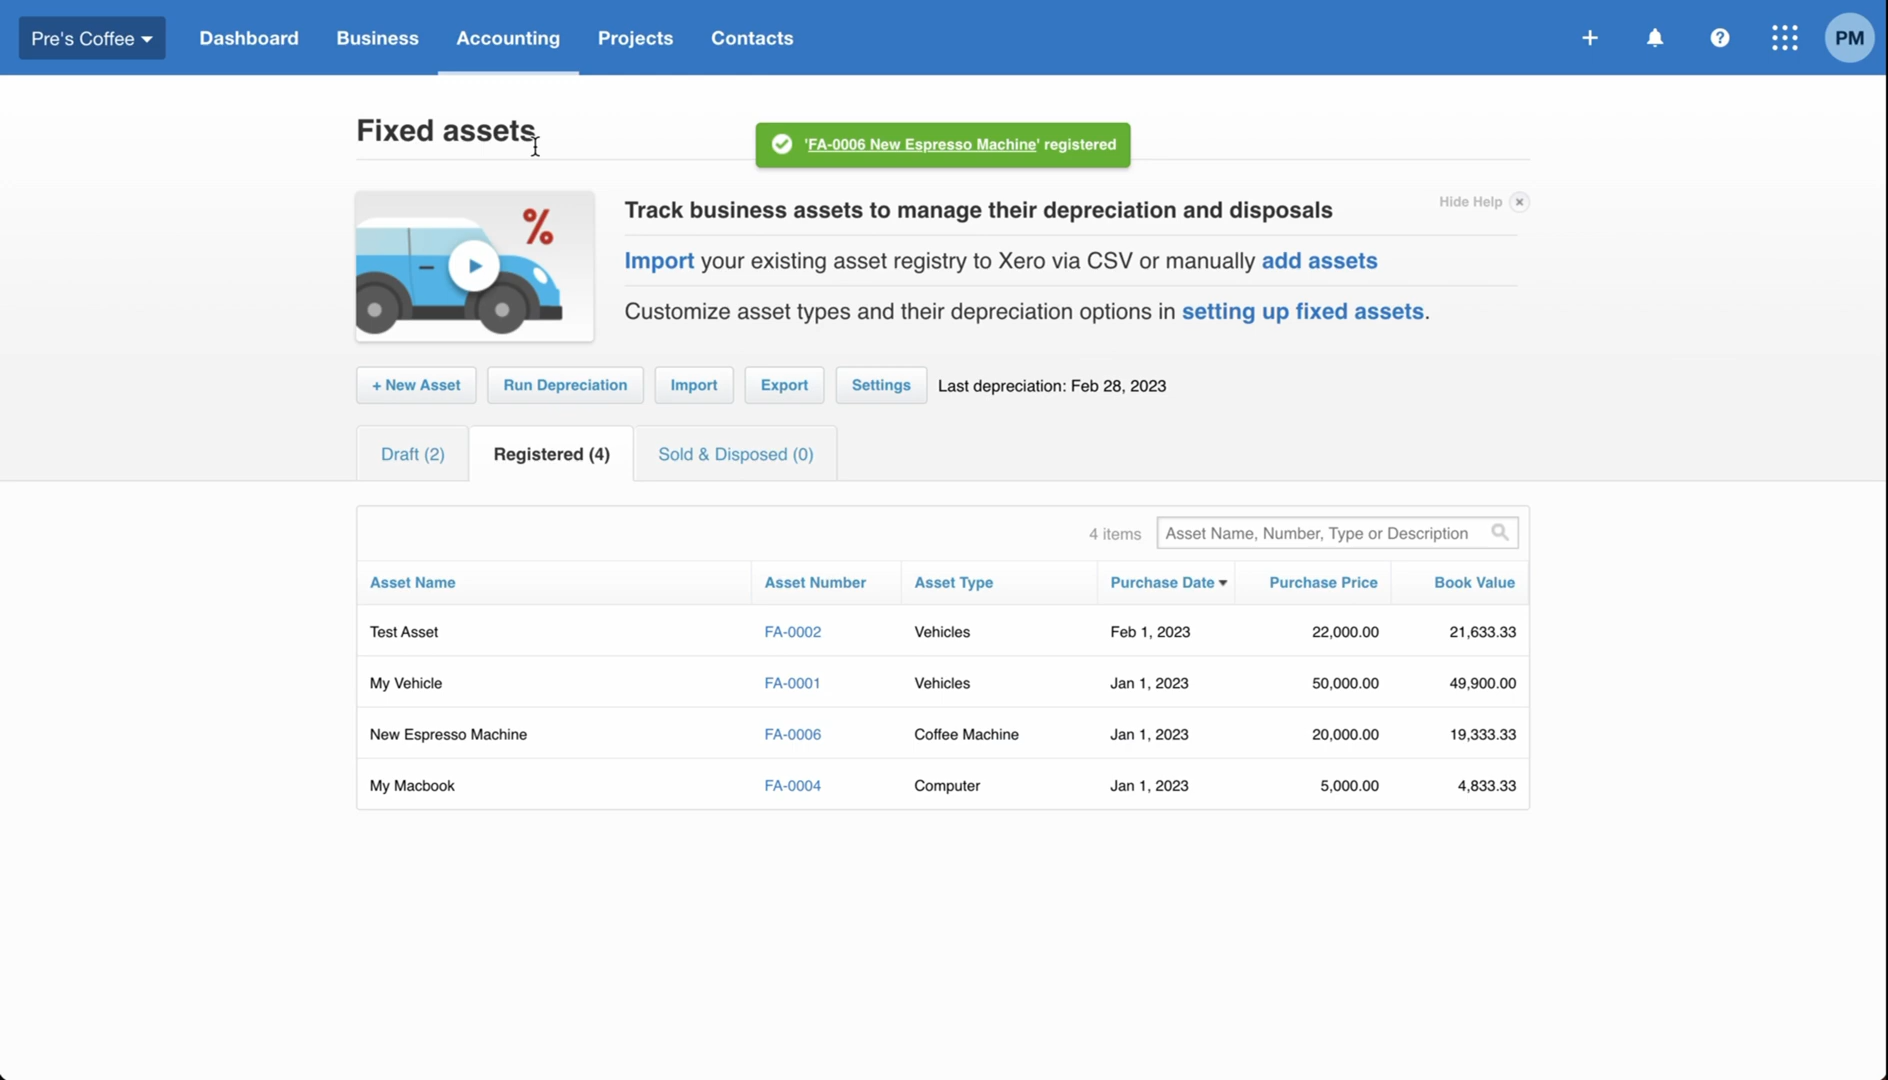 Pre's Coffee Dashboard Business Accounting Projects Contacts + ? PM
Fixed assets
'FA-0006 New Espresso Machine' registered
%
Track business assets to manage their depreciation and disposals
Hide Help
Import your existing asset registry to Xero via CSV or manually add assets
Customize asset types and their depreciation options in setting up fixed assets.
+ New Asset Run Depreciation Import Export Settings Last depreciation: Feb 28, 2023
Draft (2) Registered (4) Sold & Disposed (0)
4 items Asset Name, Number, Type or Description
Asset Name Asset Number Asset Type Purchase Date Purchase Price Book Value
Test Asset FA-0002 Vehicles Feb 1, 2023 22,000.00 21,633.33
My Vehicle FA-0001 Vehicles Jan 1, 2023 50,000.00 49,900.00
New Espresso Machine FA-0006 Coffee Machine Jan 1, 2023 20,000.00 19,333.33
My Macbook FA-0004 Computer Jan 1, 2023 5,000.00 4,833.33